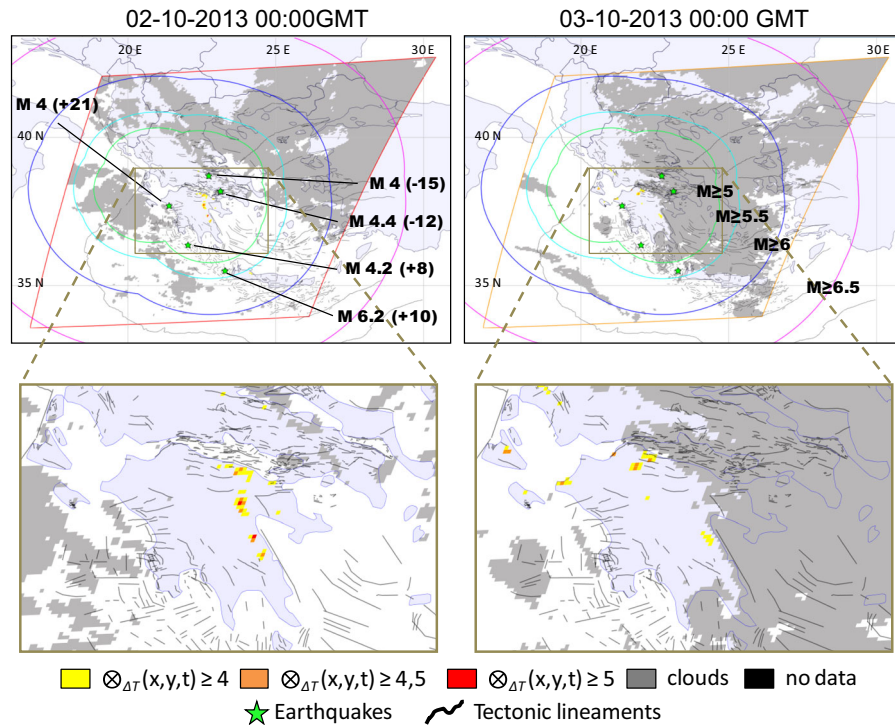 02-10-2013 00:00GMT
03-10-2013 00:00 GMT
20 E
25 E
30 E
20 E
25 E
30 E
M 4 (+21)
40 N
M 4 (-15)
M 4.4 (-12)
M 4.2 (+8)
35 N
M 6.2 (+10)
40 N
M≥5
M≥5.5
M≥6
M≥6.5
35 N
⊗ΔT(x,y,t) ≥ 4
⊗ΔT(x,y,t) ≥ 4,5
⊗ΔT(x,y,t) ≥ 5
clouds
no data
Earthquakes
Tectonic lineaments